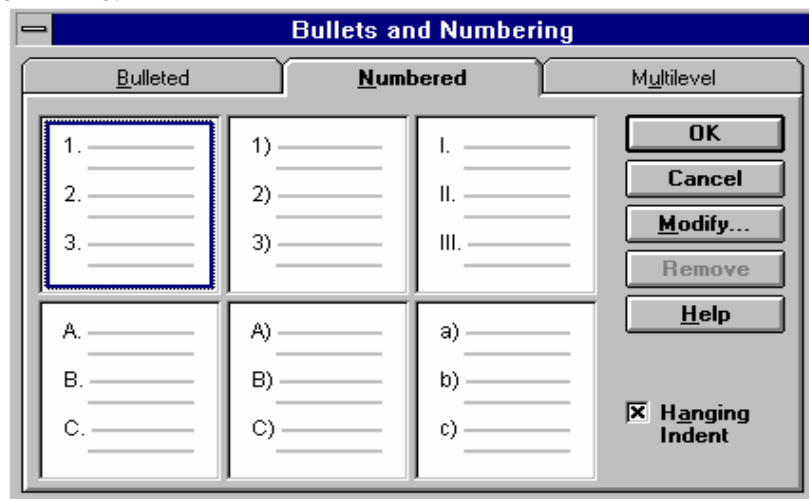 Bullets and Numbering
Bulleted
Numbered
Multilevel
1.
2.
3.
1)
2)
3)
I.
II.
III.
A.
B.
C.
A)
B)
C)
a)
b)
c)
OK
Cancel
Modify...
Remove
Help
Hanging
Indent